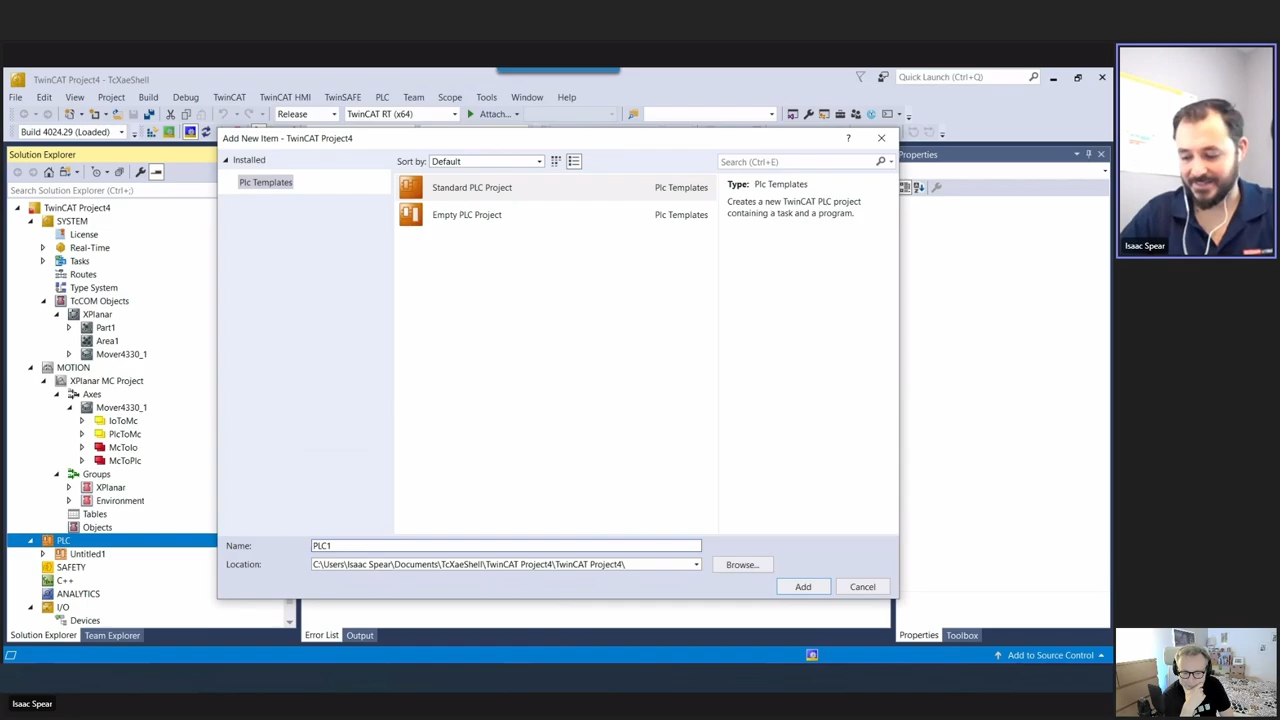 TwinCAT Project4 - TcXaeShell
Quick Launch (Ctrl+Q)
File Edit View Project Build Debug TwinCAT TwinCAT HMI TwinSAFE PLC Team Scope Tools Window Help
Release TwinCAT RT (x64) Attach...
Build 4024.29 (Loaded)
Solution Explorer
Search Solution Explorer (Ctrl+;)
TwinCAT Project4
SYSTEM
License
Real-Time
Tasks
Routes
Type System
TcCOM Objects
XPlanar
Part1
Area1
Mover4330_1
MOTION
XPlanar MC Project
Axes
Mover4330_1
IoToMc
PlcToMc
McToIo
McToPlc
Groups
XPlanar
Environment
Tables
Objects
PLC
Untitled1
SAFETY
C++
ANALYTICS
I/O
Devices
Solution Explorer Team Explorer
Add New Item - TwinCAT Project4
?
Installed
Plc Templates
Sort by: Default
Search (Ctrl+E)
Standard PLC Project Plc Templates
Empty PLC Project Plc Templates
Type: Plc Templates
Creates a new TwinCAT PLC project
containing a task and a program.
Name: PLC1
Location: C:\Users\Isaac Spear\Documents\TcXaeShell\TwinCAT Project4\TwinCAT Project4\
Browse...
Add Cancel
Error List Output
Properties
Properties Toolbox
Add to Source Control
Isaac Spear
Isaac Spear